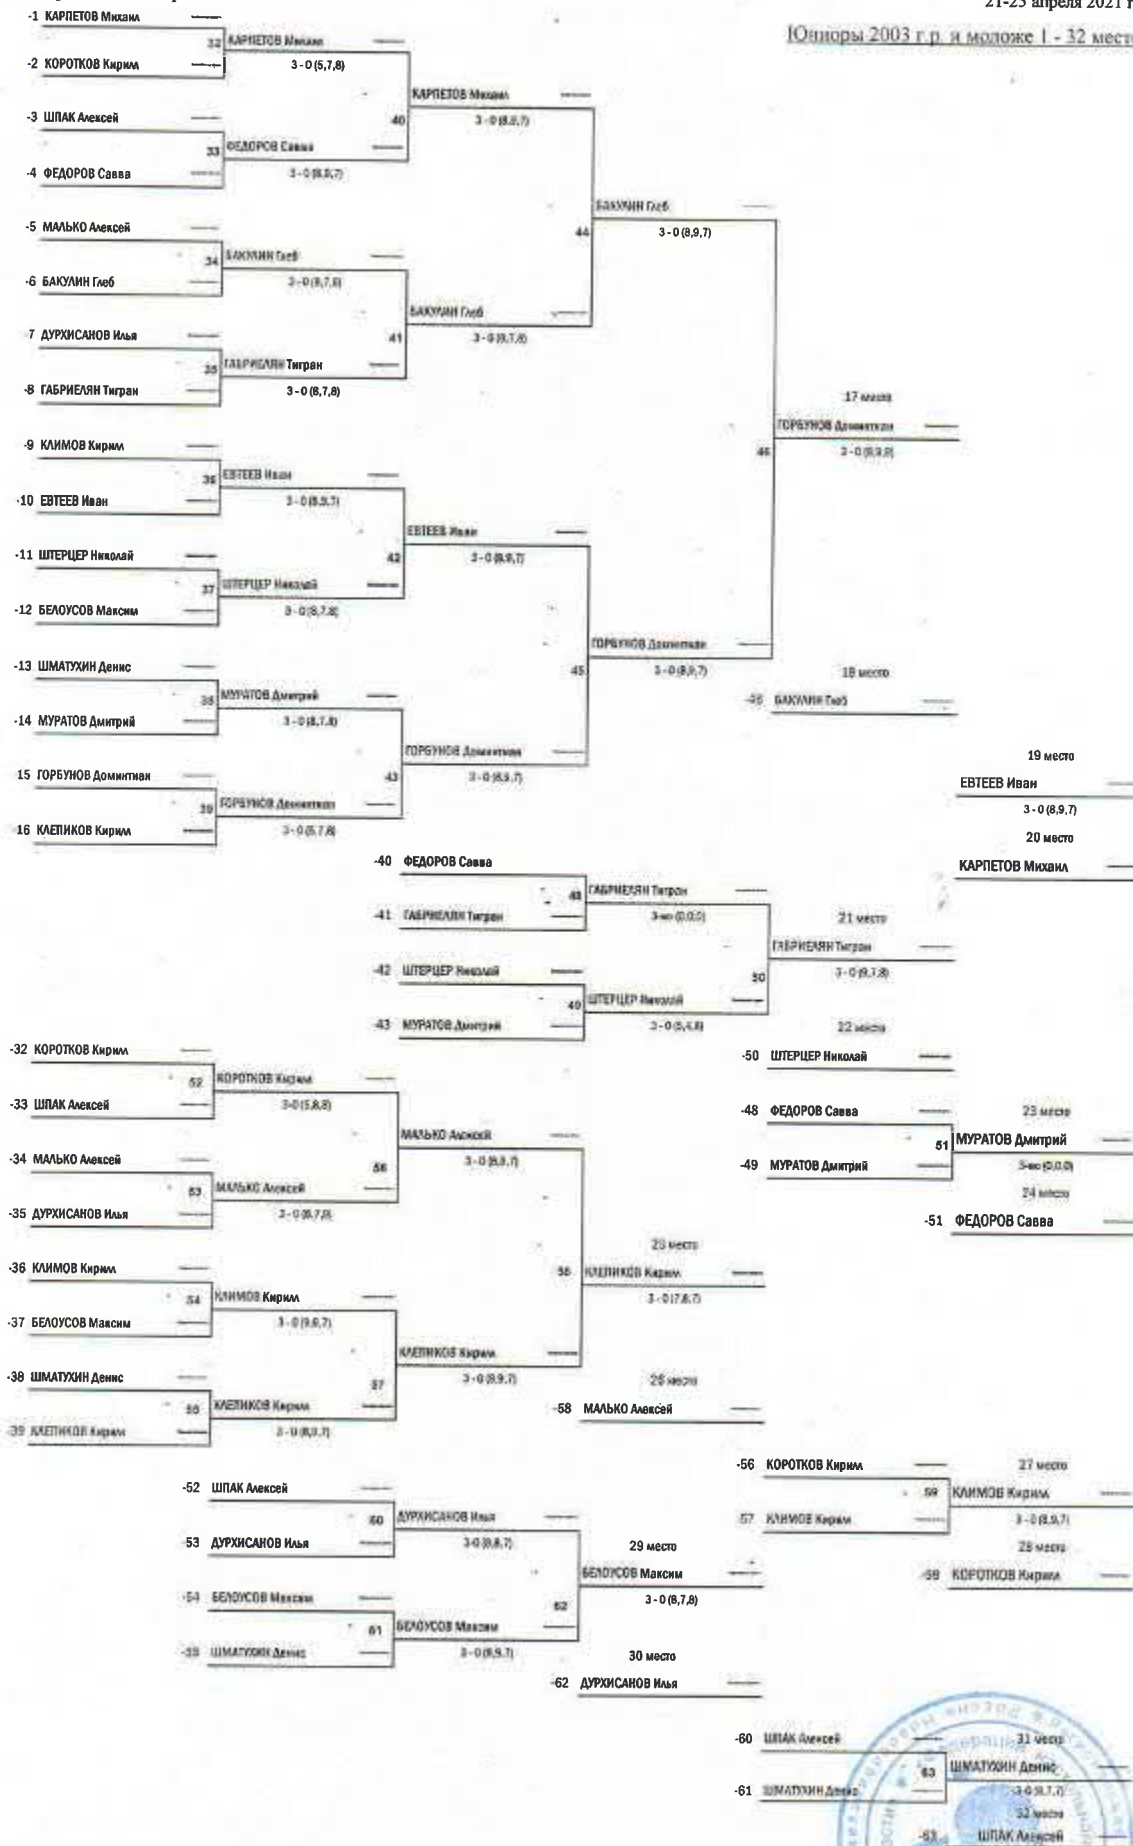 21-25 апреля 2021 г
Юниоры 2003 г.р. и моложе 1 - 32 место
-1 КАРПЕТОВ Михаил
32 КАРПЕТОВ Михаил
-2 КОРОТКОВ Кирилл
3 - 0 (5,7,8)
КАРПЕТОВ Михаил
40 3 - 0 (8,9,7)
-3 ШПАК Алексей
33 ФЕДОРОВ Савва
-4 ФЕДОРОВ Савва
3 - 0 (8,9,7)
БАКУЛИН Глеб
44 3 - 0 (8,9,7)
-5 МАЛЬКО Алексей
34 БАКУЛИН Глеб
-6 БАКУЛИН Глеб
3 - 0 (9,7,8)
БАКУЛИН Глеб
41 3 - 0 (9,7,8)
-7 ДУРХИСАНОВ Илья
35 ГАБРИЕЛЯН Тигран
-8 ГАБРИЕЛЯН Тигран
3 - 0 (8,7,8)
17 место
46 ГОРБУНОВ Доминтиан
3 - 0 (8,9,8)
-9 КЛИМОВ Кирилл
36 ЕВТЕЕВ Иван
-10 ЕВТЕЕВ Иван
3 - 0 (8,9,7)
ЕВТЕЕВ Иван
42 3 - 0 (8,9,7)
-11 ШТЕРЦЕР Николай
37 ШТЕРЦЕР Николай
-12 БЕЛОУСОВ Максим
3 - 0 (8,7,8)
ГОРБУНОВ Доминтиан
45 3 - 0 (8,9,7)
-13 ШМАТУХИН Денис
38 МУРАТОВ Дмитрий
-14 МУРАТОВ Дмитрий
3 - 0 (8,7,8)
18 место
-46 БАКУЛИН Глеб
ГОРБУНОВ Доминтиан
43 3 - 0 (8,9,7)
15 ГОРБУНОВ Доминтиан
39 ГОРБУНОВ Доминтиан
-16 КЛЕПИКОВ Кирилл
3 - 0 (5,7,8)
19 место
ЕВТЕЕВ Иван
3 - 0 (8,9,7)
20 место
КАРПЕТОВ Михаил
-40 ФЕДОРОВ Савва
48 ГАБРИЕЛЯН Тигран
-41 ГАБРИЕЛЯН Тигран
3-wo (0,0,0)
21 место
ГАБРИЕЛЯН Тигран
50 3 - 0 (9,7,8)
-42 ШТЕРЦЕР Николай
49 ШТЕРЦЕР Николай
-43 МУРАТОВ Дмитрий
3 - 0 (5,4,8)
22 место
-50 ШТЕРЦЕР Николай
-48 ФЕДОРОВ Савва
23 место
51 МУРАТОВ Дмитрий
-49 МУРАТОВ Дмитрий
3-wo (0,0,0)
24 место
-51 ФЕДОРОВ Савва
-32 КОРОТКОВ Кирилл
52 КОРОТКОВ Кирилл
-33 ШПАК Алексей
3-0 (5,8,8)
МАЛЬКО Алексей
56 3 - 0 (8,9,7)
-34 МАЛЬКО Алексей
53 МАЛЬКО Алексей
-35 ДУРХИСАНОВ Илья
25 место
58 КЛЕПИКОВ Кирилл
3 - 0 (7,8,7)
-36 КЛИМОВ Кирилл
54 КЛИМОВ Кирилл
-37 БЕЛОУСОВ Максим
3 - 0 (9,8,7)
КЛЕПИКОВ Кирилл
57 3 - 0 (8,9,7)
-38 ШМАТУХИН Денис
55 КЛЕПИКОВ Кирилл
-39 КЛЕПИКОВ Кирилл
3 - 0 (8,9,7)
26 место
-58 МАЛЬКО Алексей
-56 КОРОТКОВ Кирилл
27 место
59 КЛИМОВ Кирилл
57 КЛИМОВ Кирилл
3 - 0 (8,9,7)
28 место
-59 КОРОТКОВ Кирилл
-52 ШПАК Алексей
60 ДУРХИСАНОВ Илья
-53 ДУРХИСАНОВ Илья
3-0 (9,8,7)
29 место
БЕЛОУСОВ Максим
62 3 - 0 (8,7,8)
-54 БЕЛОУСОВ Максим
61 БЕЛОУСОВ Максим
-55 ШМАТУХИН Денис
3 - 0 (8,9,7)
30 место
-62 ДУРХИСАНОВ Илья
-60 ШПАК Алексей
31 место
63 ШМАТУХИН Денис
-61 ШМАТУХИН Денис
3-0 (9,7,7)
32 место
-63 ШПАК Алексей